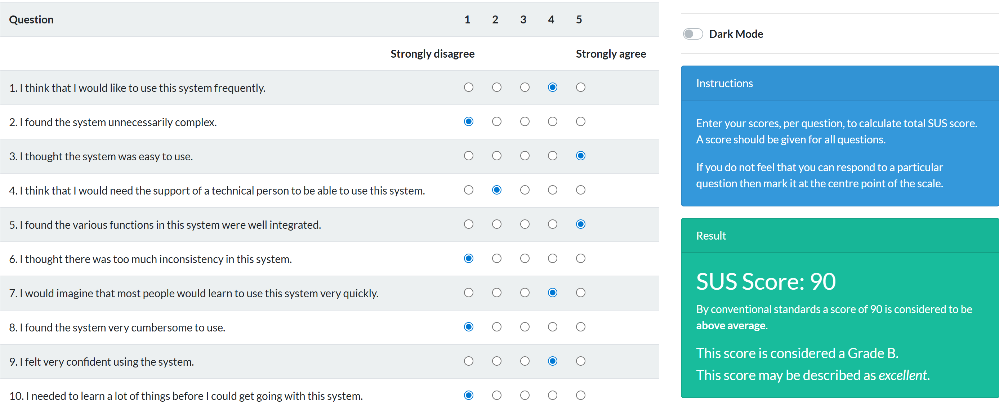 Question 1 2 3 4 5
Strongly disagree Strongly agree
1. I think that I would like to use this system frequently.
2. I found the system unnecessarily complex.
3. I thought the system was easy to use.
4. I think that I would need the support of a technical person to be able to use this system.
5. I found the various functions in this system were well integrated.
6. I thought there was too much inconsistency in this system.
7. I would imagine that most people would learn to use this system very quickly.
8. I found the system very cumbersome to use.
9. I felt very confident using the system.
10. I needed to learn a lot of things before I could get going with this system.
Dark Mode
Instructions
Enter your scores, per question, to calculate total SUS score.
A score should be given for all questions.
If you do not feel that you can respond to a particular
question then mark it at the centre point of the scale.
Result
SUS Score: 90
By conventional standards a score of 90 is considered to be
above average.
This score is considered a Grade B.
This score may be described as excellent.